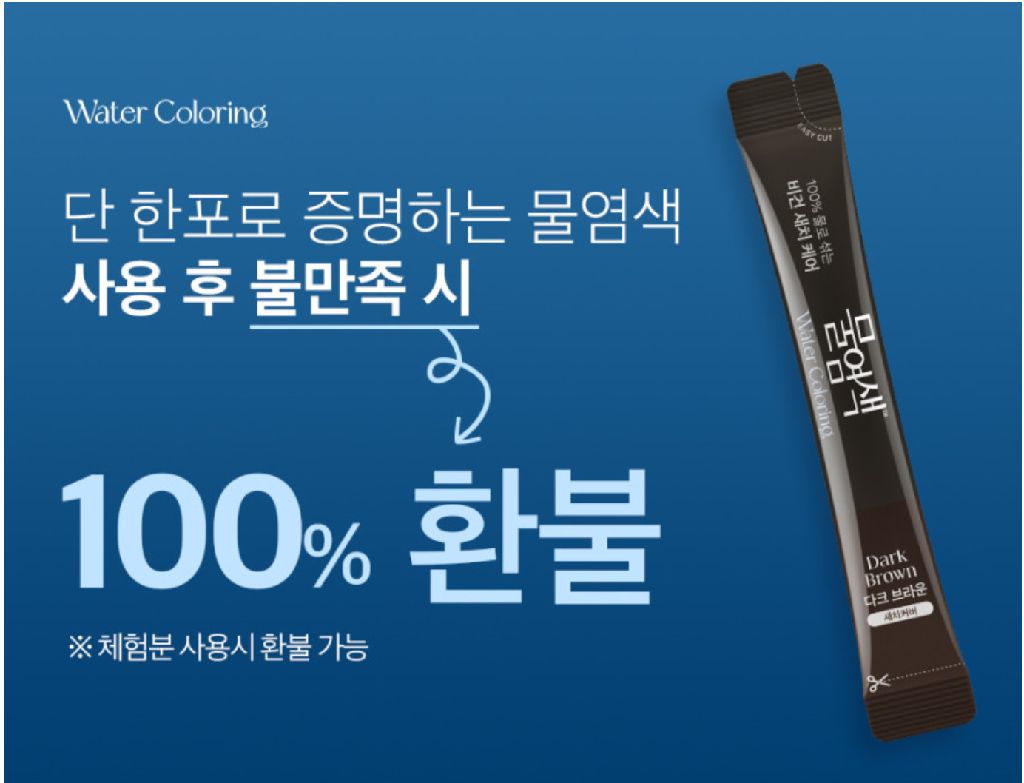 Water Coloring
단 한포로 증명하는 물염색
사용 후 불만족 시
100% 환불
※ 체험분 사용시 환불 가능
EASY CUT
100% 물로 섞는
비건 새치 케어
물염색™
Water Coloring
Dark
Brown
다크 브라운
새치커버